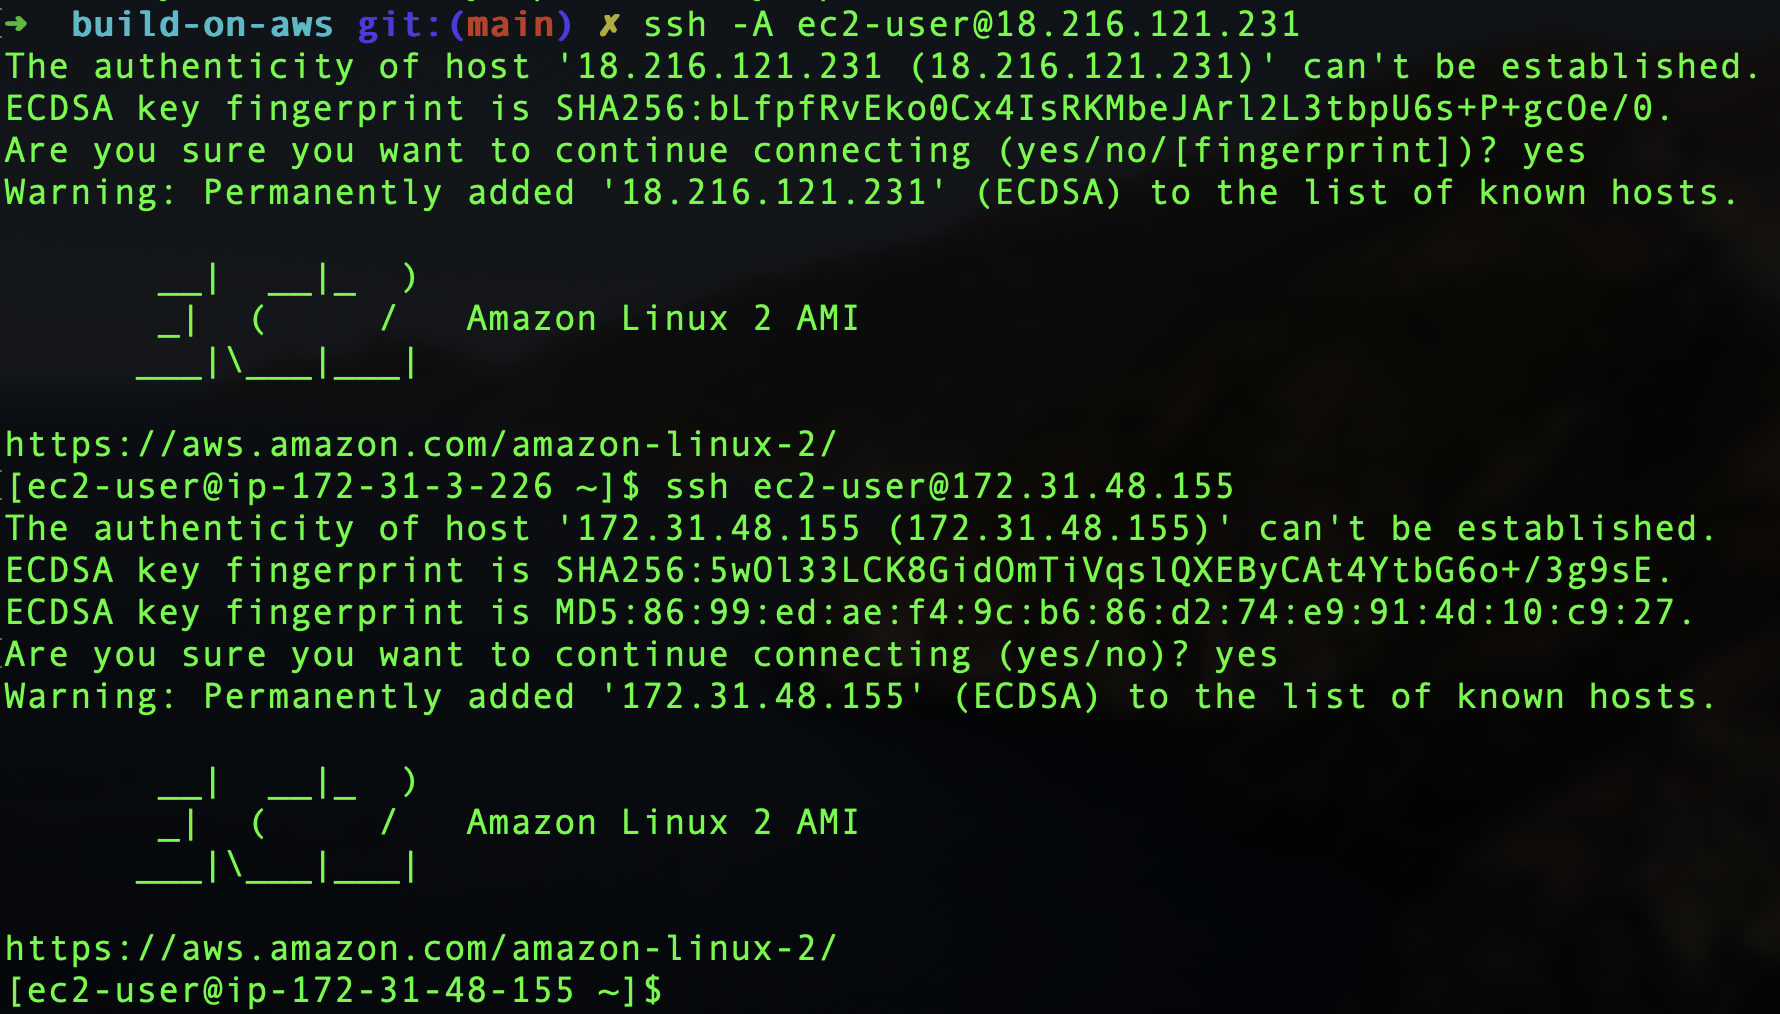 ➜  build-on-aws git:(main) ✗ ssh -A ec2-user@18.216.121.231
The authenticity of host '18.216.121.231 (18.216.121.231)' can't be established.
ECDSA key fingerprint is SHA256:bLfpfRvEko0Cx4IsRKMbeJArl2L3tbpU6s+P+gcOe/0.
Are you sure you want to continue connecting (yes/no/[fingerprint])? yes
Warning: Permanently added '18.216.121.231' (ECDSA) to the list of known hosts.

       __|  __|_  )
       _|  (     /   Amazon Linux 2 AMI
      ___|\___|___|

https://aws.amazon.com/amazon-linux-2/
[ec2-user@ip-172-31-3-226 ~]$ ssh ec2-user@172.31.48.155
The authenticity of host '172.31.48.155 (172.31.48.155)' can't be established.
ECDSA key fingerprint is SHA256:5wOl33LCK8GidOmTiVqslQXEByCAt4YtbG6o+/3g9sE.
ECDSA key fingerprint is MD5:86:99:ed:ae:f4:9c:b6:86:d2:74:e9:91:4d:10:c9:27.
Are you sure you want to continue connecting (yes/no)? yes
Warning: Permanently added '172.31.48.155' (ECDSA) to the list of known hosts.

       __|  __|_  )
       _|  (     /   Amazon Linux 2 AMI
      ___|\___|___|

https://aws.amazon.com/amazon-linux-2/
[ec2-user@ip-172-31-48-155 ~]$